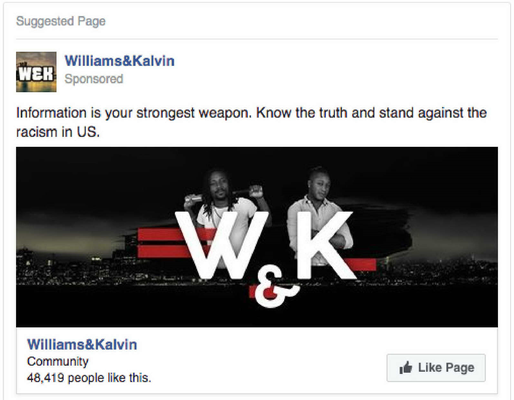 Suggested Page
W&K
Williams&Kalvin
Sponsored
Information is your strongest weapon. Know the truth and stand against the
racism in US.
W & K
Williams&Kalvin
Community
48,419 people like this.
Like Page